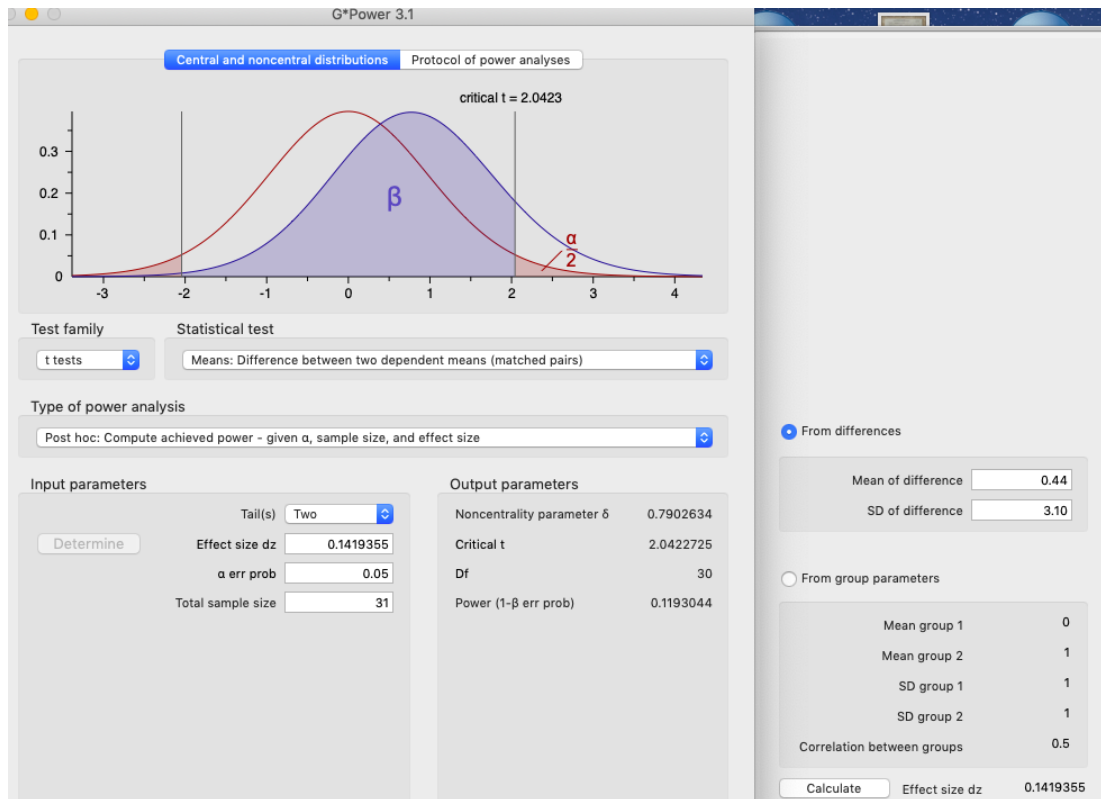 G*Power 3.1
Central and noncentral distributions Protocol of power analyses
critical t = 2.0423
0.3
0.2
0.1
0
β
α
2
-3 -2 -1 0 1 2 3 4
Test family Statistical test
t tests Means: Difference between two dependent means (matched pairs)
Type of power analysis
Post hoc: Compute achieved power - given α, sample size, and effect size
Input parameters Output parameters
Tail(s) Two Noncentrality parameter δ 0.7902634
Determine Effect size dz 0.1419355 Critical t 2.0422725
α err prob 0.05 Df 30
Total sample size 31 Power (1-β err prob) 0.1193044
From differences
Mean of difference 0.44
SD of difference 3.10
From group parameters
Mean group 1 0
Mean group 2 1
SD group 1 1
SD group 2 1
Correlation between groups 0.5
Calculate Effect size dz 0.1419355